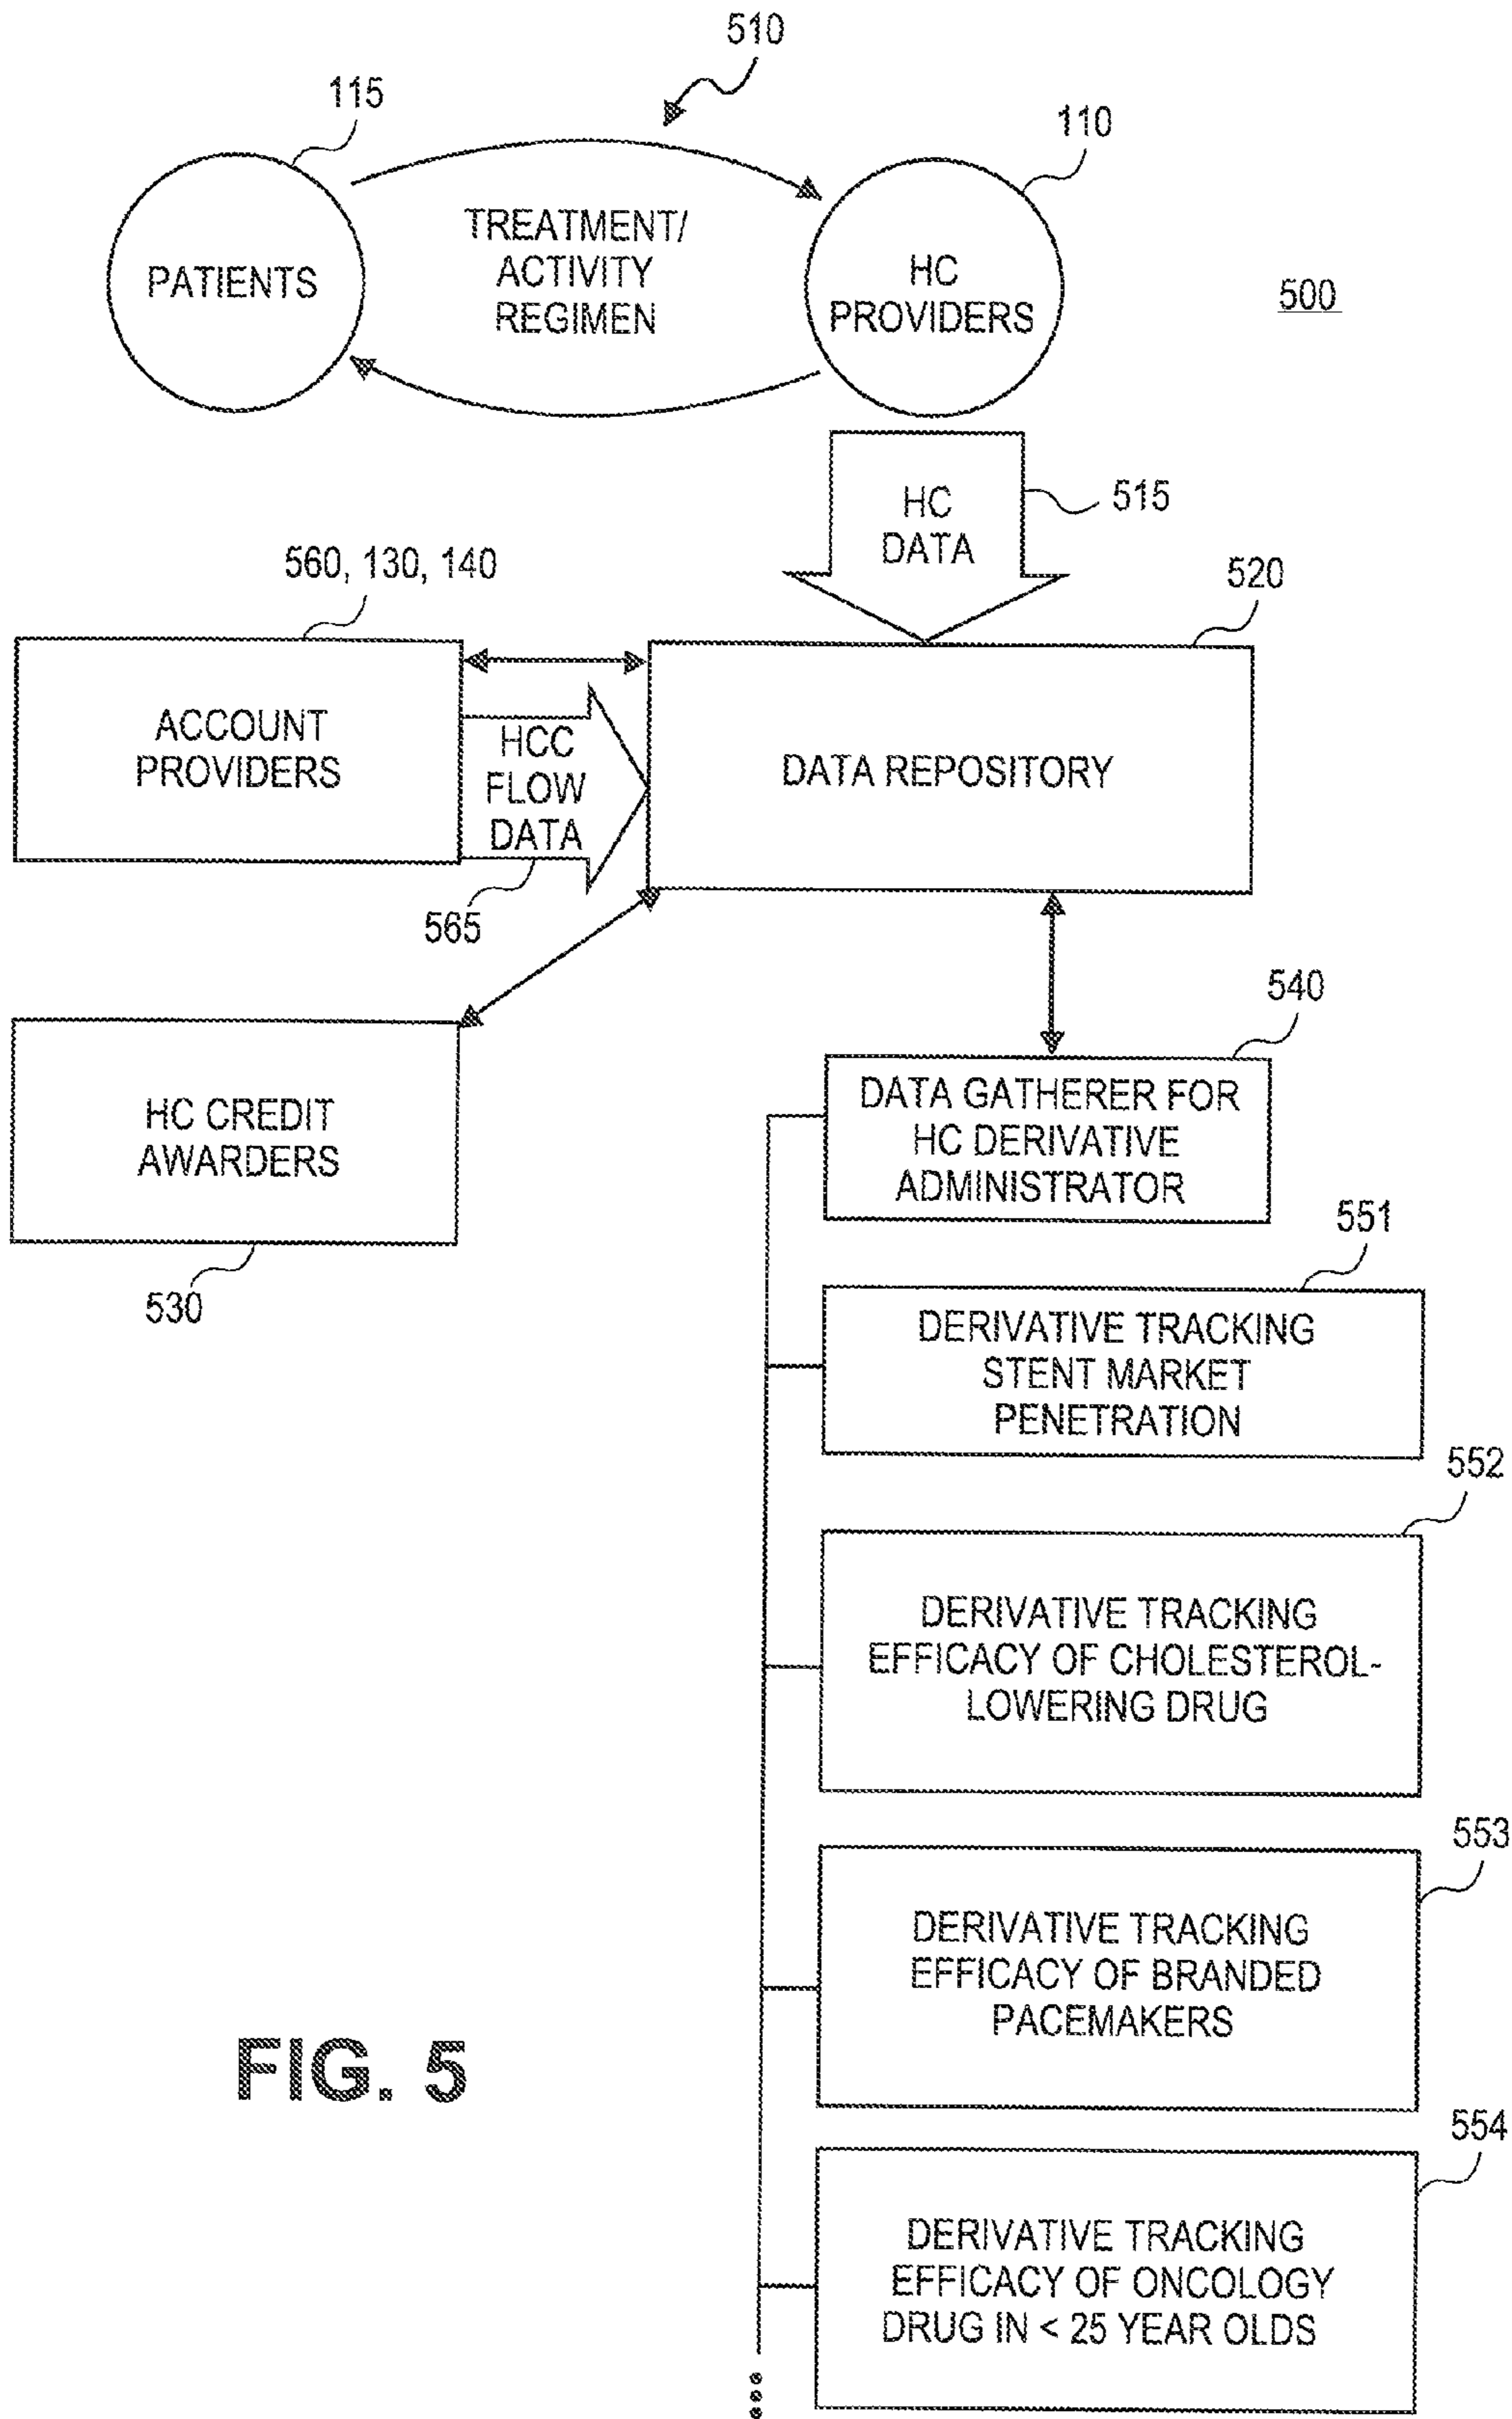 510
115
110
TREATMENT/
ACTIVITY
REGIMEN
PATIENTS
HC
PROVIDERS
500
HC
DATA
515
560, 130, 140
520
ACCOUNT
PROVIDERS
HCC
FLOW
DATA
DATA REPOSITORY
565
540
HC CREDIT
AWARDERS
530
DATA GATHERER FOR
HC DERIVATIVE
ADMINISTRATOR
551
DERIVATIVE TRACKING
STENT MARKET
PENETRATION
552
DERIVATIVE TRACKING
EFFICACY OF CHOLESTEROL-
LOWERING DRUG
553
DERIVATIVE TRACKING
EFFICACY OF BRANDED
PACEMAKERS
FIG. 5
554
DERIVATIVE TRACKING
EFFICACY OF ONCOLOGY
DRUG IN < 25 YEAR OLDS